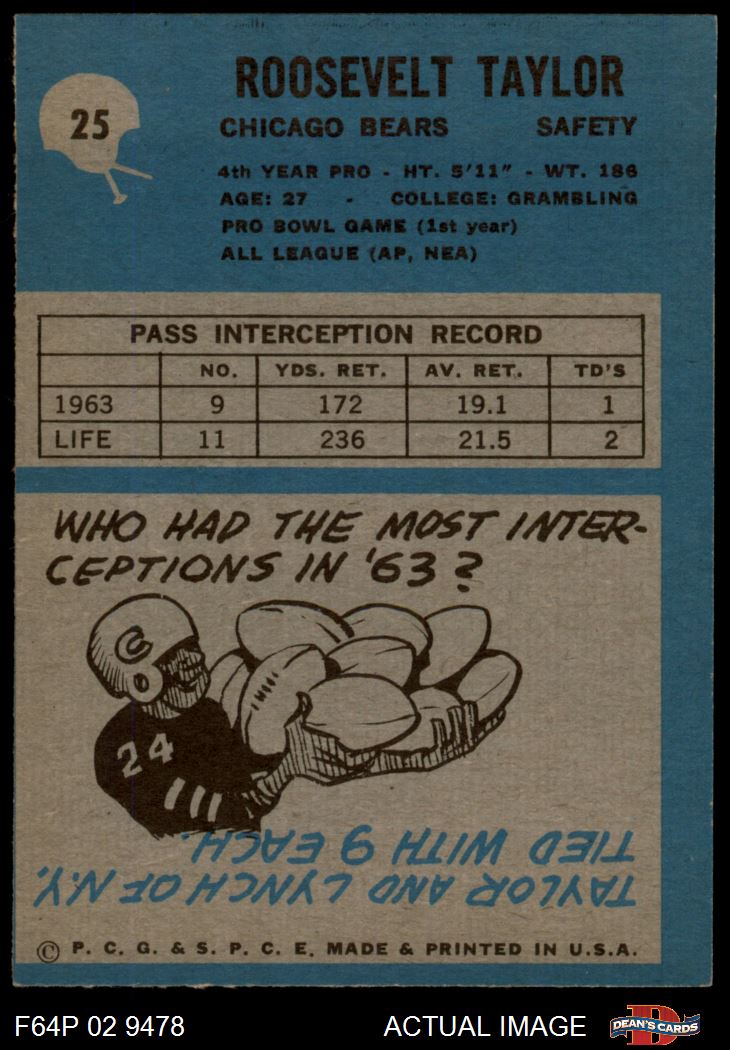 25
ROOSEVELT TAYLOR
CHICAGO BEARS SAFETY
4th YEAR PRO - HT. 5'11" - WT. 186
AGE: 27 - COLLEGE: GRAMBLING
PRO BOWL GAME (1st year)
ALL LEAGUE (AP, NEA)
PASS INTERCEPTION RECORD
NO. YDS. RET. AV. RET. TD'S
1963 9 172 19.1 1
LIFE 11 236 21.5 2
WHO HAD THE MOST INTER-
CEPTIONS IN '63?
C
24
TAYLOR AND LYNCH OF N.Y.
TIED WITH 9 EACH.
© P. C. G. & S. P. C. E. MADE & PRINTED IN U.S.A.
F64P 02 9478 ACTUAL IMAGE D DEAN'S CARDS